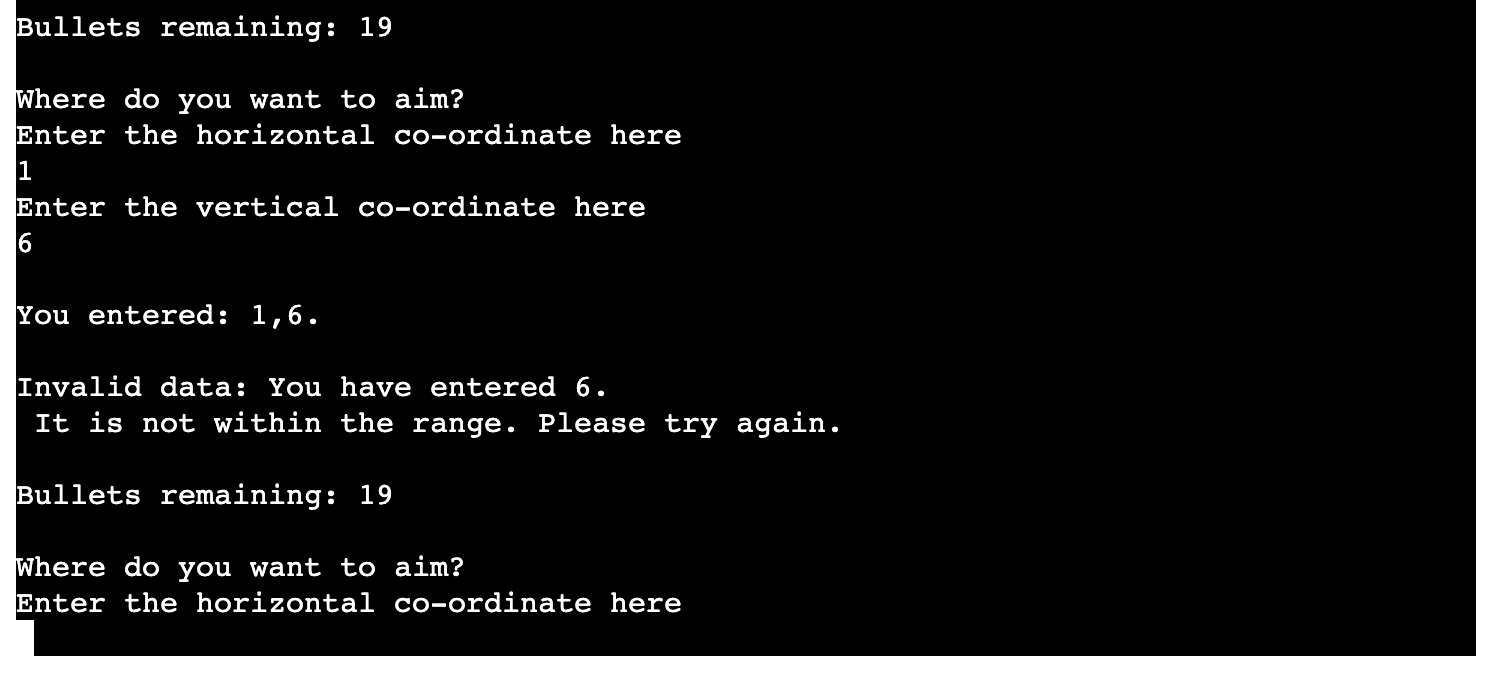 Bullets remaining: 19
Where do you want to aim?
Enter the horizontal co-ordinate here
1
Enter the vertical co-ordinate here
6
You entered: 1,6.
Invalid data: You have entered 6.
It is not within the range. Please try again.
Bullets remaining: 19
Where do you want to aim?
Enter the horizontal co-ordinate here